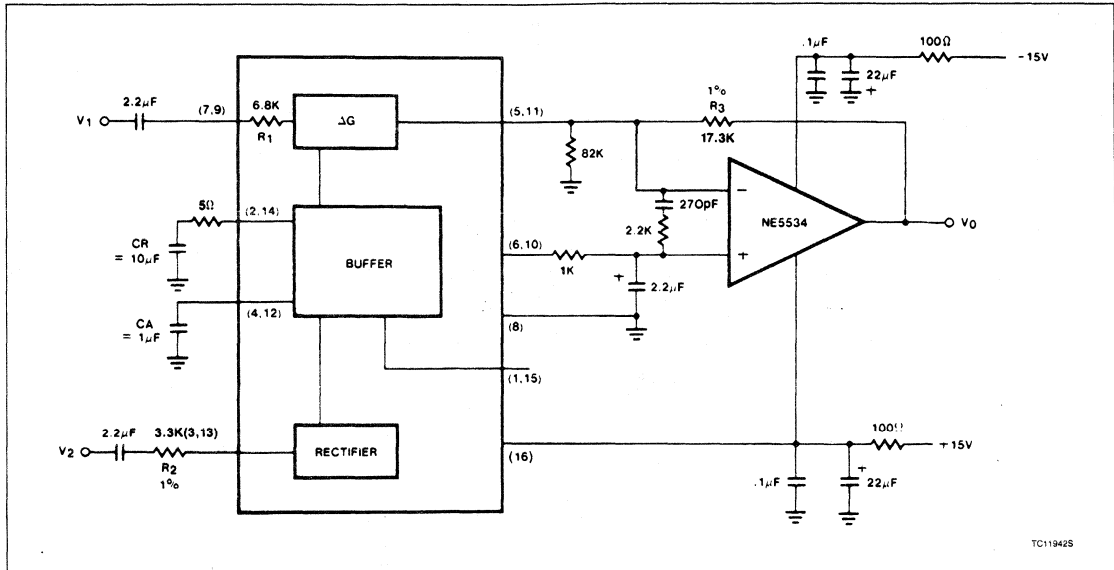 .1μF
100Ω
-15V
22μF
+
2.2μF
V1
(7,9)
6.8K
R1
ΔG
(5,11)
1%
R3
17.3K
82K
270pF
2.2K
−
NE5534
+
V0
5Ω
(2,14)
CR
= 10μF
BUFFER
(6,10)
1K
+
2.2μF
(8)
CA
= 1μF
(4,12)
(1,15)
V2
2.2μF
3.3K(3,13)
R2
1%
RECTIFIER
(16)
100Ω
+15V
.1μF
+
22μF
TC11942S